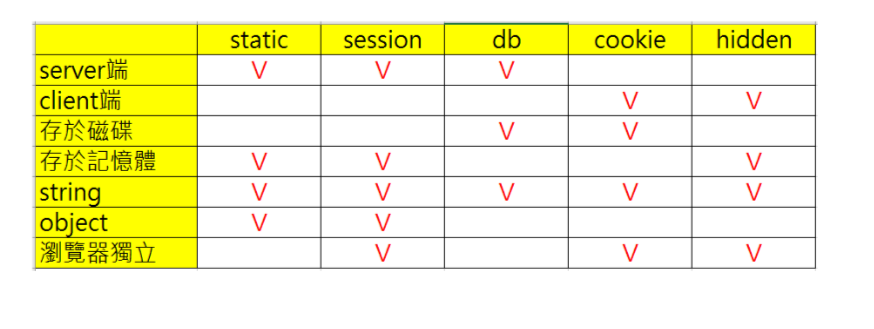 static session db cookie hidden
server端 V V V
client端 V V
存於磁碟 V V
存於記憶體 V V V
string V V V V V
object V V
瀏覽器獨立 V V V